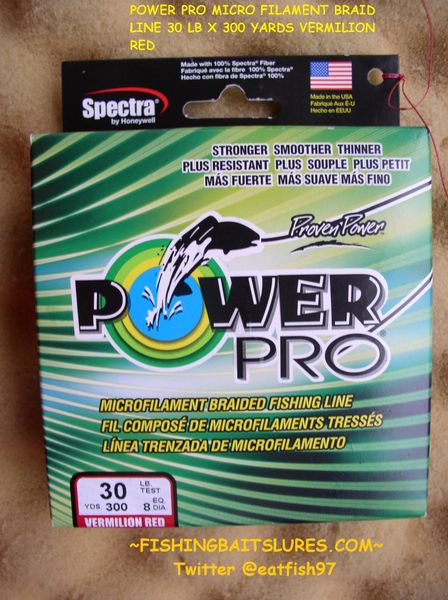 POWER PRO MICRO FILAMENT BRAID
LINE 30 LB X 300 YARDS VERMILION
RED
Made with 100% Spectra® Fiber
Fabriqué avec la fibre 100% Spectra®
Hecho con fibra de Spectra® 100%
Made in the USA
Fabriqué Aux E-U
Hecho en EEUU
Spectra®
by Honeywell
STRONGER SMOOTHER THINNER
PLUS RESISTANT PLUS SOUPLE PLUS PETIT
MÁS FUERTE MÁS SUAVE MÁS FINO
Proven Power™
POWER
PRO®
MICROFILAMENT BRAIDED FISHING LINE
FIL COMPOSÉ DE MICROFILAMENTS TRESSÉS
LÍNEA TRENZADA DE MICROFILAMENTO
30 LB. TEST
YDS. 300 8 EQ. DIA.
VERMILION RED
~FISHINGBAITSLURES.COM~
Twitter @eatfish97